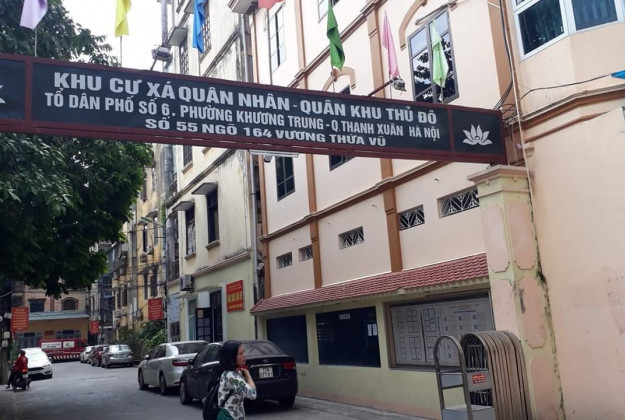 KHU CƯ XÁ QUÂN NHÂN - QUÂN KHU THỦ ĐÔ
TỔ DÂN PHỐ SỐ 6. PHƯỜNG KHƯƠNG TRUNG - Q.THANH XUÂN HÀ NỘI
SỐ 55 NGÕ 164 VƯƠNG THỪA VŨ